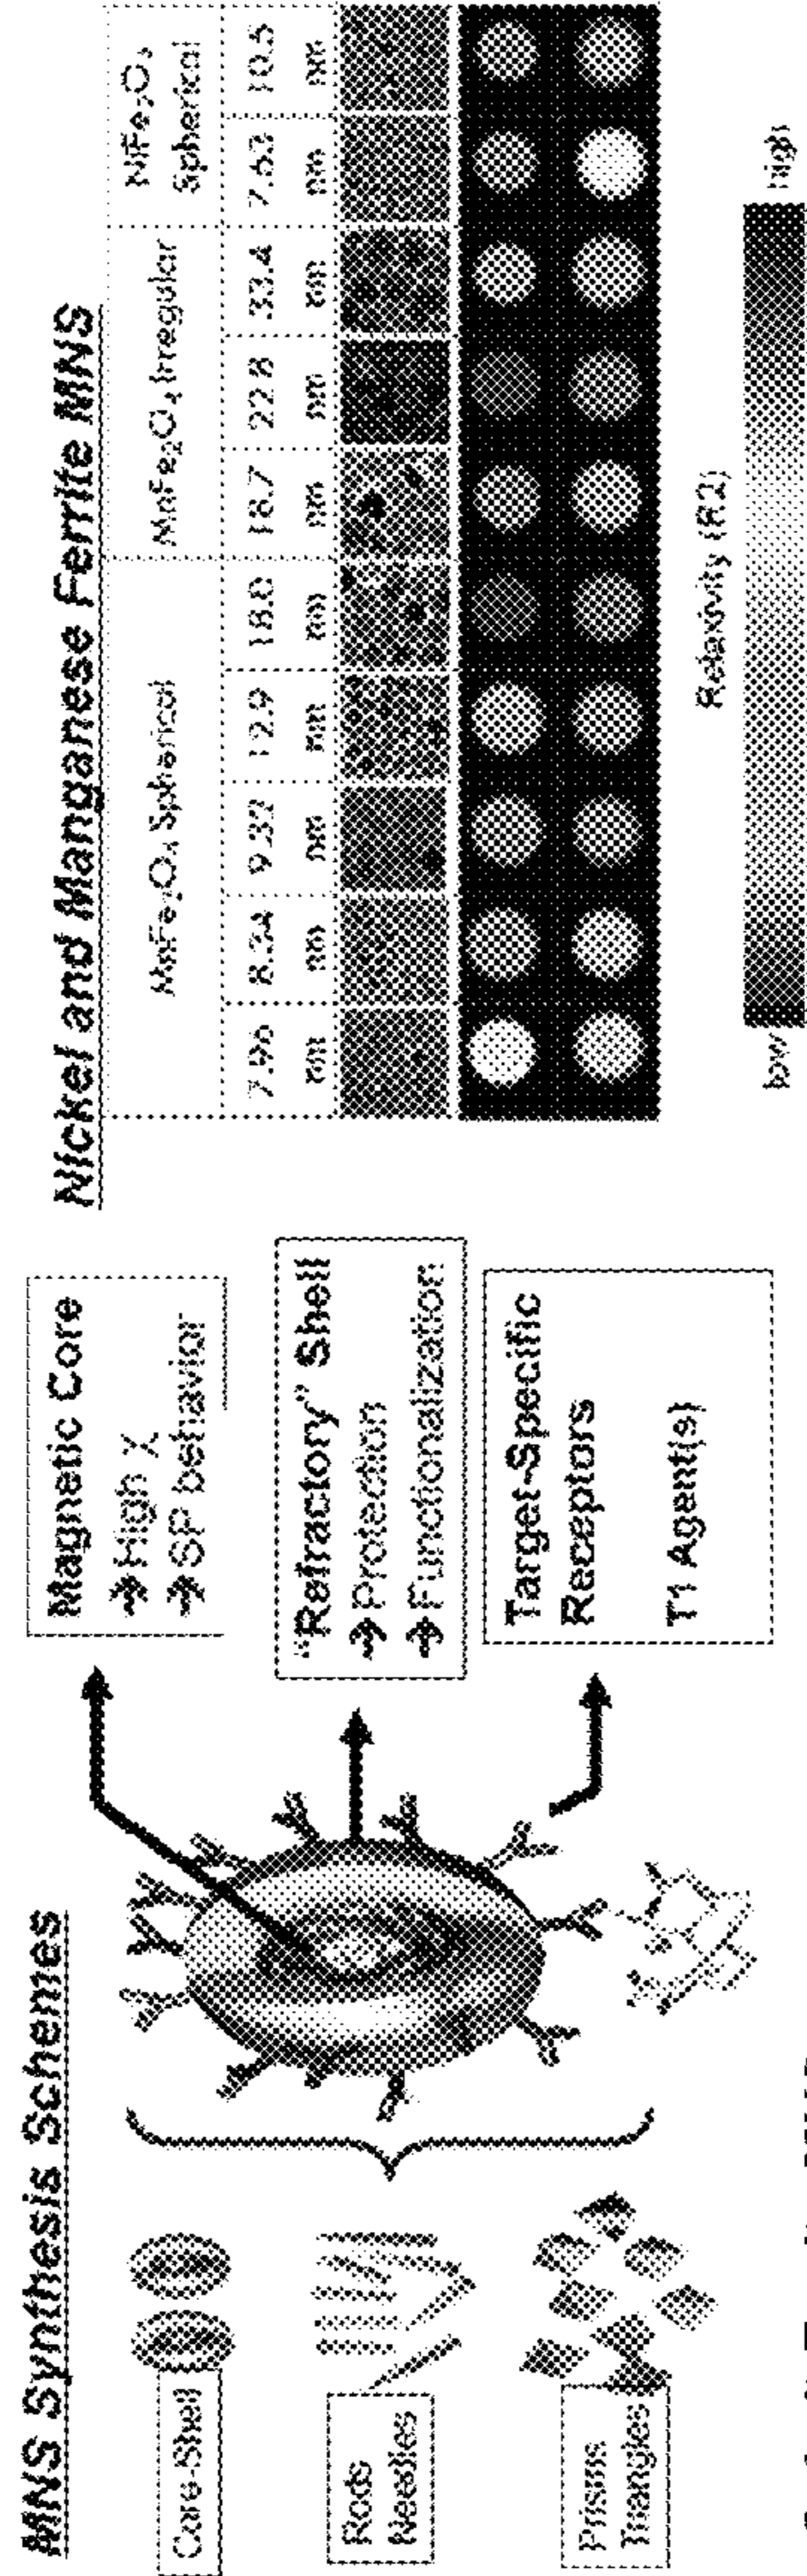 MNS Synthesis Schemes
Core-Shell
Rods
Needles
Prisms
Triangles
Magnetic Core
→High χ
→SP behavior
"Refractory" Shell
→Protection
→Functionalization
Target-Specific
Receptors
T1 Agent(s)
Nickel and Manganese Ferrite MNS
MnFe₂O₄ Spherical
MnFe₂O₄ Irregular
NiFe₂O₄
Spherical
7.96 8.34 9.32 12.9 18.0 18.7 22.8 33.4 7.63 10.5
nm nm nm nm nm nm nm nm nm nm
Relaxivity (R2)
low high